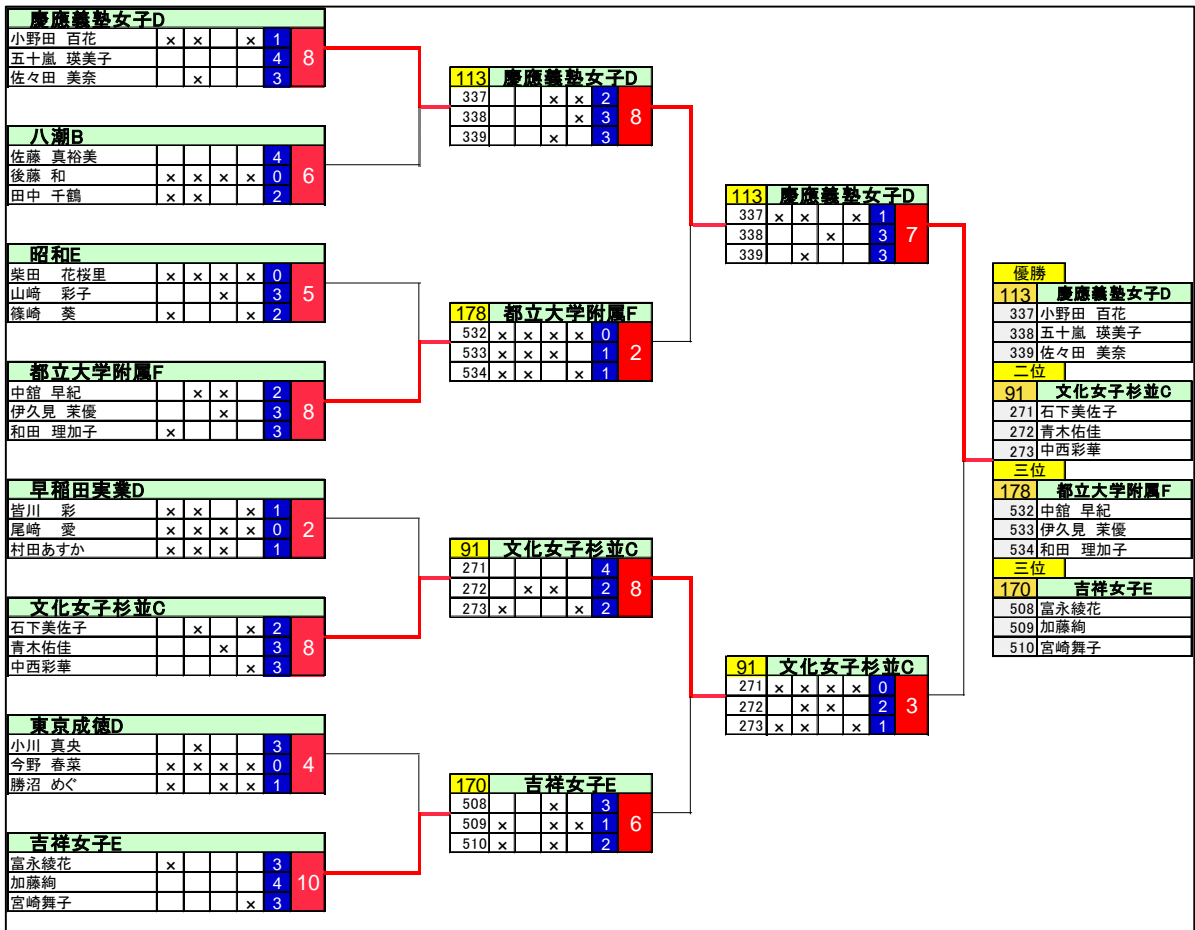 慶應義塾女子D
小野田 百花 × × × 1
五十嵐 瑛美子 4 8
佐々田 美奈 × 3
八潮B
佐藤 真裕美 4
後藤 和 × × × × 0 6
田中 千鶴 × × 2
昭和E
柴田 花桜里 × × × × 0
山﨑 彩子 × 3 5
篠崎 葵 × × 2
都立大学附属F
中舘 早紀 × × 2
伊久見 茉優 × 3 8
和田 理加子 × 3
早稲田実業D
皆川 彩 × × × 1
尾﨑 愛 × × × × 0 2
村田あすか × × × 1
文化女子杉並C
石下美佐子 × × 2
青木佑佳 × 3 8
中西彩華 × 3
東京成徳D
小川 真央 × 3
今野 春菜 × × × × 0 4
勝沼 めぐ × × × 1
吉祥女子E
富永綾花 × 3
加藤絢 4 10
宮崎舞子 × 3
113 慶應義塾女子D
337 × × 2
338 × 3 8
339 × 3
178 都立大学附属F
532 × × × × 0
533 × × × 1 2
534 × × × 1
91 文化女子杉並C
271 4
272 × × 2 8
273 × × 2
170 吉祥女子E
508 × 3
509 × × × 1 6
510 × × 2
113 慶應義塾女子D
337 × × × 1
338 × 3 7
339 × 3
91 文化女子杉並C
271 × × × × 0
272 × × 2 3
273 × × × 1
優勝
113 慶應義塾女子D
337 小野田 百花
338 五十嵐 瑛美子
339 佐々田 美奈
二位
91 文化女子杉並C
271 石下美佐子
272 青木佑佳
273 中西彩華
三位
178 都立大学附属F
532 中舘 早紀
533 伊久見 茉優
534 和田 理加子
三位
170 吉祥女子E
508 富永綾花
509 加藤絢
510 宮崎舞子